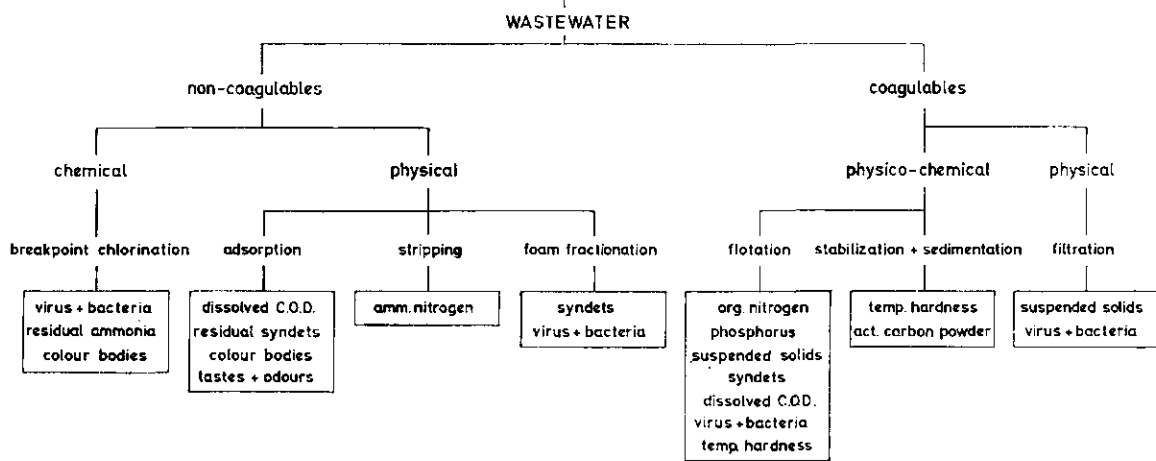 WASTEWATER
non-coagulables
coagulables
chemical
physical
physico-chemical
physical
breakpoint chlorination
adsorption
stripping
foam fractionation
flotation
stabilization + sedimentation
filtration
virus + bacteria
residual ammonia
colour bodies
dissolved C.O.D.
residual syndets
colour bodies
tastes + odours
amm. nitrogen
syndets
virus + bacteria
org. nitrogen
phosphorus
suspended solids
syndets
dissolved C.O.D.
virus + bacteria
temp. hardness
temp. hardness
act. carbon powder
suspended solids
virus + bacteria